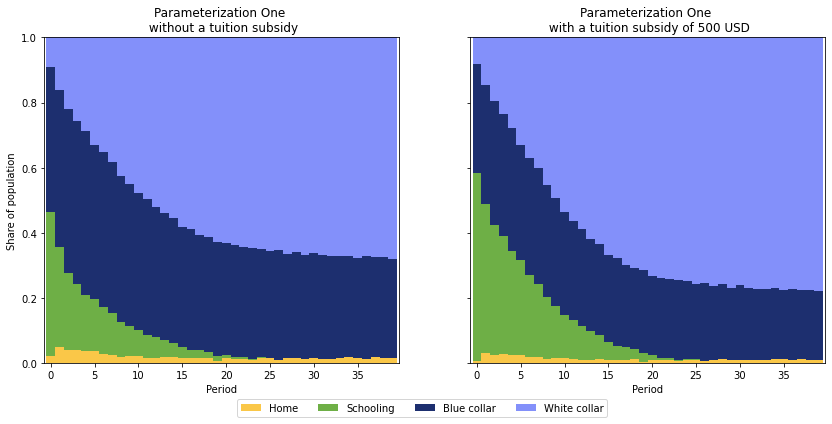 Parameterization One
without a tuition subsidy
Parameterization One
with a tuition subsidy of 500 USD
Share of population
1.0
0.8
0.6
0.4
0.2
0.0
0 5 10 15 20 25 30 35
0 5 10 15 20 25 30 35
Period
Period
Home Schooling Blue collar White collar